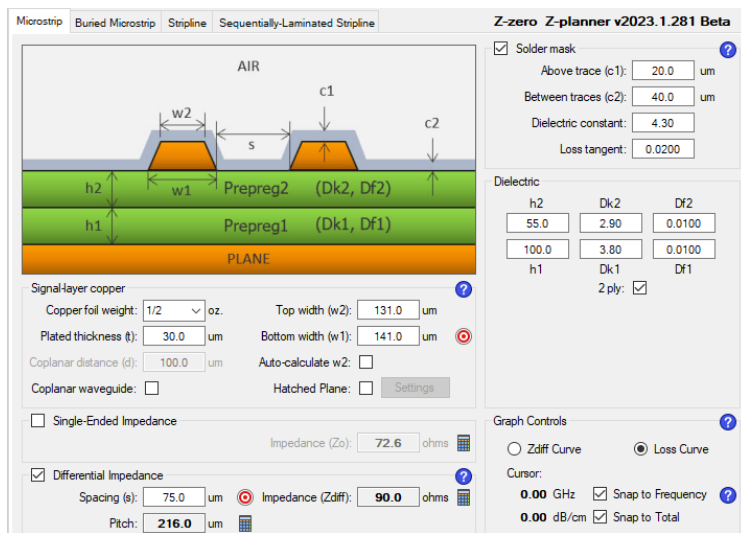 Microstrip Buried Microstrip Stripline Sequentially-Laminated Stripline
Z-zero Z-planner v2023.1.281 Beta
AIR
c1
w2
c2
s
h2 w1 Prepreg2 (Dk2, Df2)
h1 Prepreg1 (Dk1, Df1)
PLANE
Solder mask ?
Above trace (c1): 20.0 um
Between traces (c2): 40.0 um
Dielectric constant: 4.30
Loss tangent: 0.0200
Dielectric
h2 Dk2 Df2
55.0 2.90 0.0100
100.0 3.80 0.0100
h1 Dk1 Df1
2 ply:
Signal-layer copper ?
Copper foil weight: 1/2 oz. Top width (w2): 131.0 um
Plated thickness (t): 30.0 um Bottom width (w1): 141.0 um
Coplanar distance (d): 100.0 um Auto-calculate w2:
Coplanar waveguide: Hatched Plane: Settings
Single-Ended Impedance
Impedance (Zo): 72.6 ohms
Differential Impedance ?
Spacing (s): 75.0 um Impedance (Zdiff): 90.0 ohms
Pitch: 216.0 um
Graph Controls ?
Zdiff Curve Loss Curve
Cursor:
0.00 GHz Snap to Frequency ?
0.00 dB/cm Snap to Total